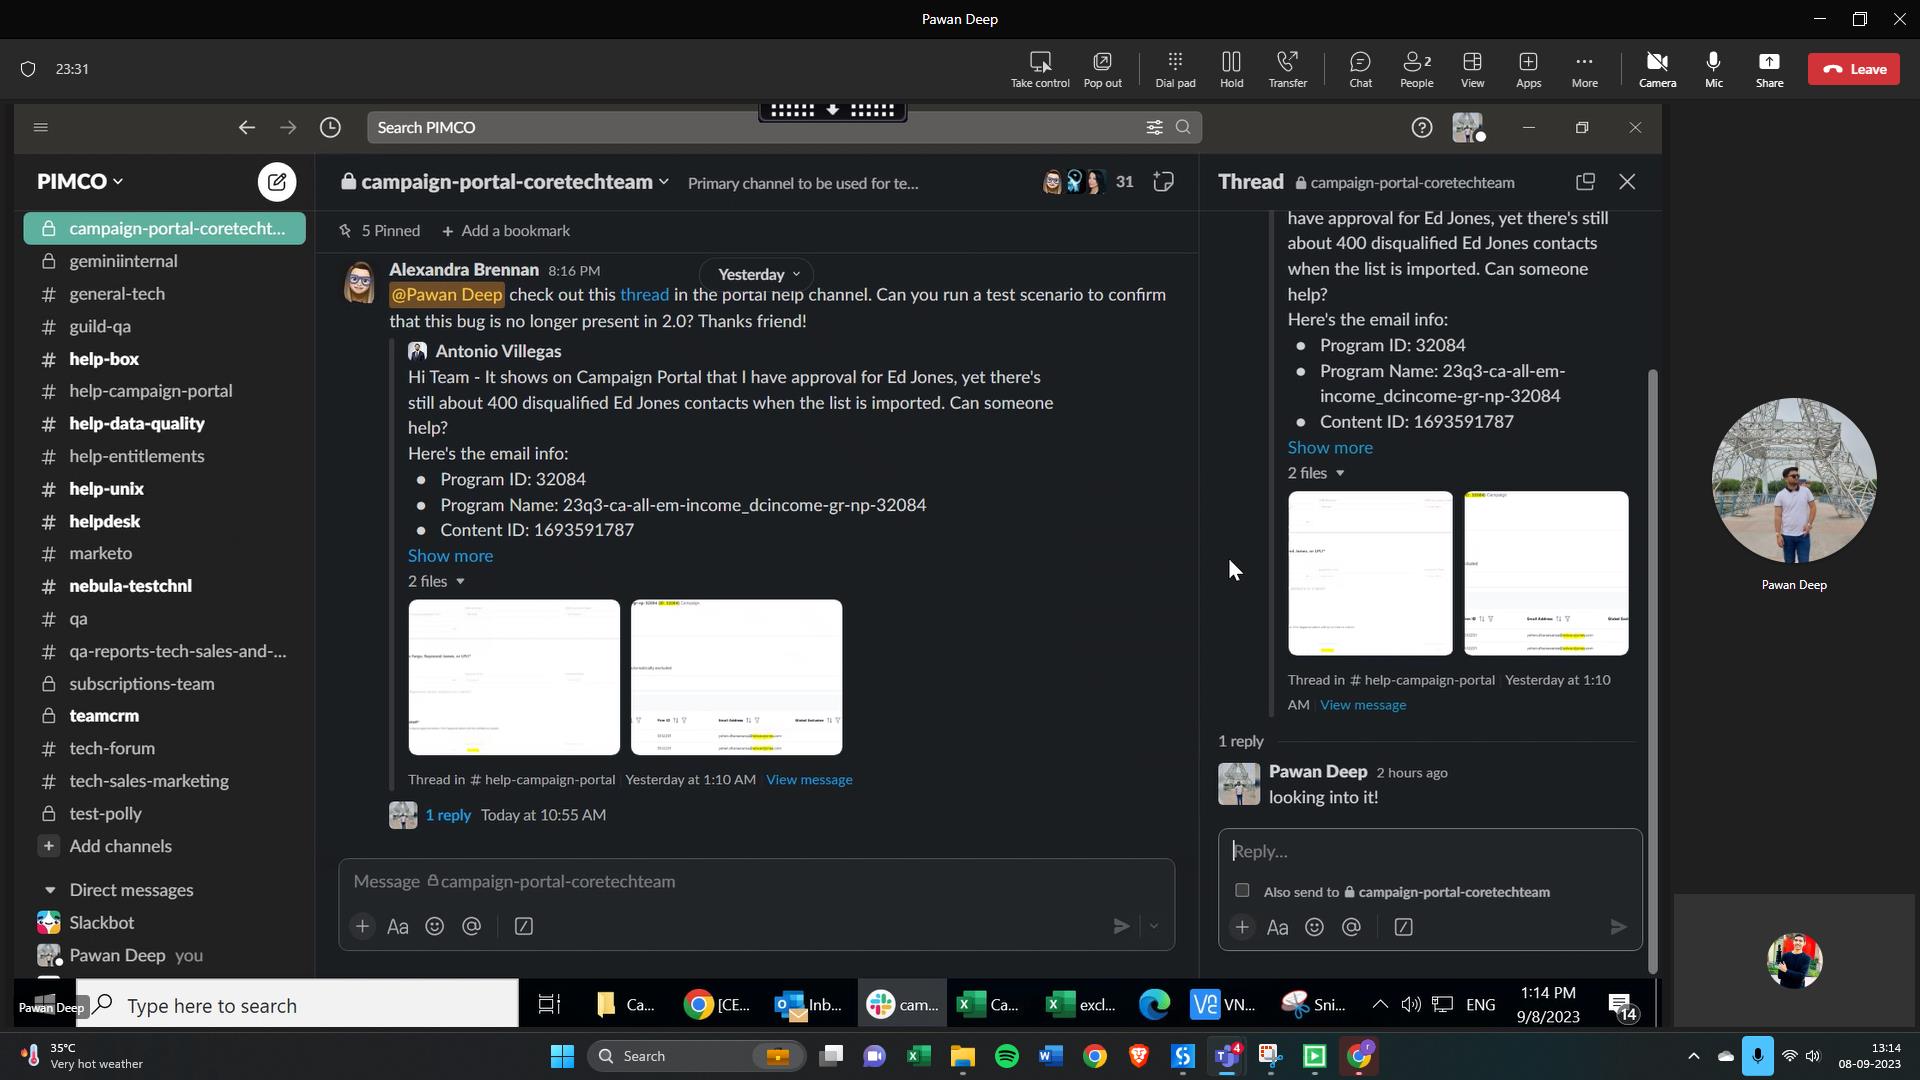 Pawan Deep
23:31
Take control
Pop out
Dial pad
Hold
Transfer
Chat
2
People
View
Apps
More
Camera
Mic
Share
Leave
Search PIMCO
PIMCO
campaign-portal-coretecht...
geminiinternal
# general-tech
# guild-qa
# help-box
# help-campaign-portal
# help-data-quality
# help-entitlements
# help-unix
# helpdesk
# marketo
# nebula-testchnl
# qa
# qa-reports-tech-sales-and-...
subscriptions-team
teamcrm
# tech-forum
# tech-sales-marketing
test-polly
+ Add channels
Direct messages
Slackbot
Pawan Deep you
campaign-portal-coretechteam
Primary channel to be used for te...
31
5 Pinned
+ Add a bookmark
Yesterday
Alexandra Brennan 8:16 PM
@Pawan Deep check out this thread in the portal help channel. Can you run a test scenario to confirm
that this bug is no longer present in 2.0? Thanks friend!
Antonio Villegas
Hi Team - It shows on Campaign Portal that I have approval for Ed Jones, yet there's
still about 400 disqualified Ed Jones contacts when the list is imported. Can someone
help?
Here's the email info:
• Program ID: 32084
• Program Name: 23q3-ca-all-em-income_dcincome-gr-np-32084
• Content ID: 1693591787
Show more
2 files
Thread in # help-campaign-portal Yesterday at 1:10 AM View message
1 reply Today at 10:55 AM
Message campaign-portal-coretechteam
Aa
Thread campaign-portal-coretechteam
have approval for Ed Jones, yet there's still
about 400 disqualified Ed Jones contacts
when the list is imported. Can someone
help?
Here's the email info:
• Program ID: 32084
• Program Name: 23q3-ca-all-em-
income_dcincome-gr-np-32084
• Content ID: 1693591787
Show more
2 files
Thread in # help-campaign-portal Yesterday at 1:10
AM View message
1 reply
Pawan Deep 2 hours ago
looking into it!
Reply...
Also send to campaign-portal-coretechteam
Aa
Pawan Deep
Pawan Deep
Type here to search
Ca...
[CE...
Inb...
cam...
Ca...
excl...
VN...
Sni...
ENG
1:14 PM
9/8/2023
14
35°C
Very hot weather
Search
4
13:14
08-09-2023